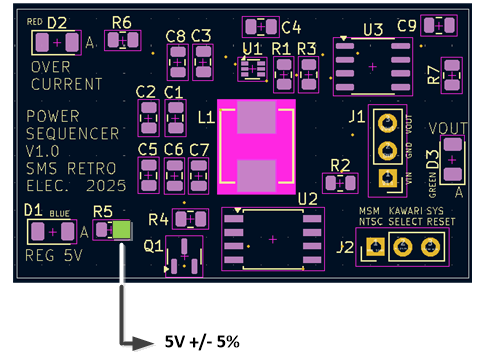 RED D2 A
R6
C8 C3
C4
U1
R1 R3
U3
C9
R7
OVER
CURRENT
C2 C1
L1
J1
VOUT
GND
VIN
POWER
SEQUENCER
V1.0
SMS RETRO
ELEC. 2025
C5 C6 C7
R2
VOUT
D3
GREEN
A
D1 BLUE A
R5
R4
U2
MSM KAWARI SYS
NTSC SELECT RESET
REG 5V
Q1
J2
5V +/- 5%